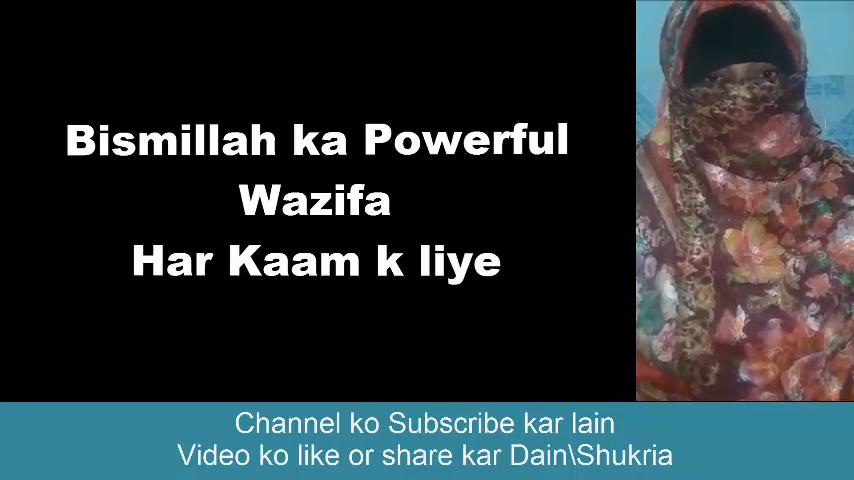 Bismillah ka Powerful
Wazifa
Har Kaam k liye
Channel ko Subscribe kar lain
Video ko like or share kar Dain\Shukria